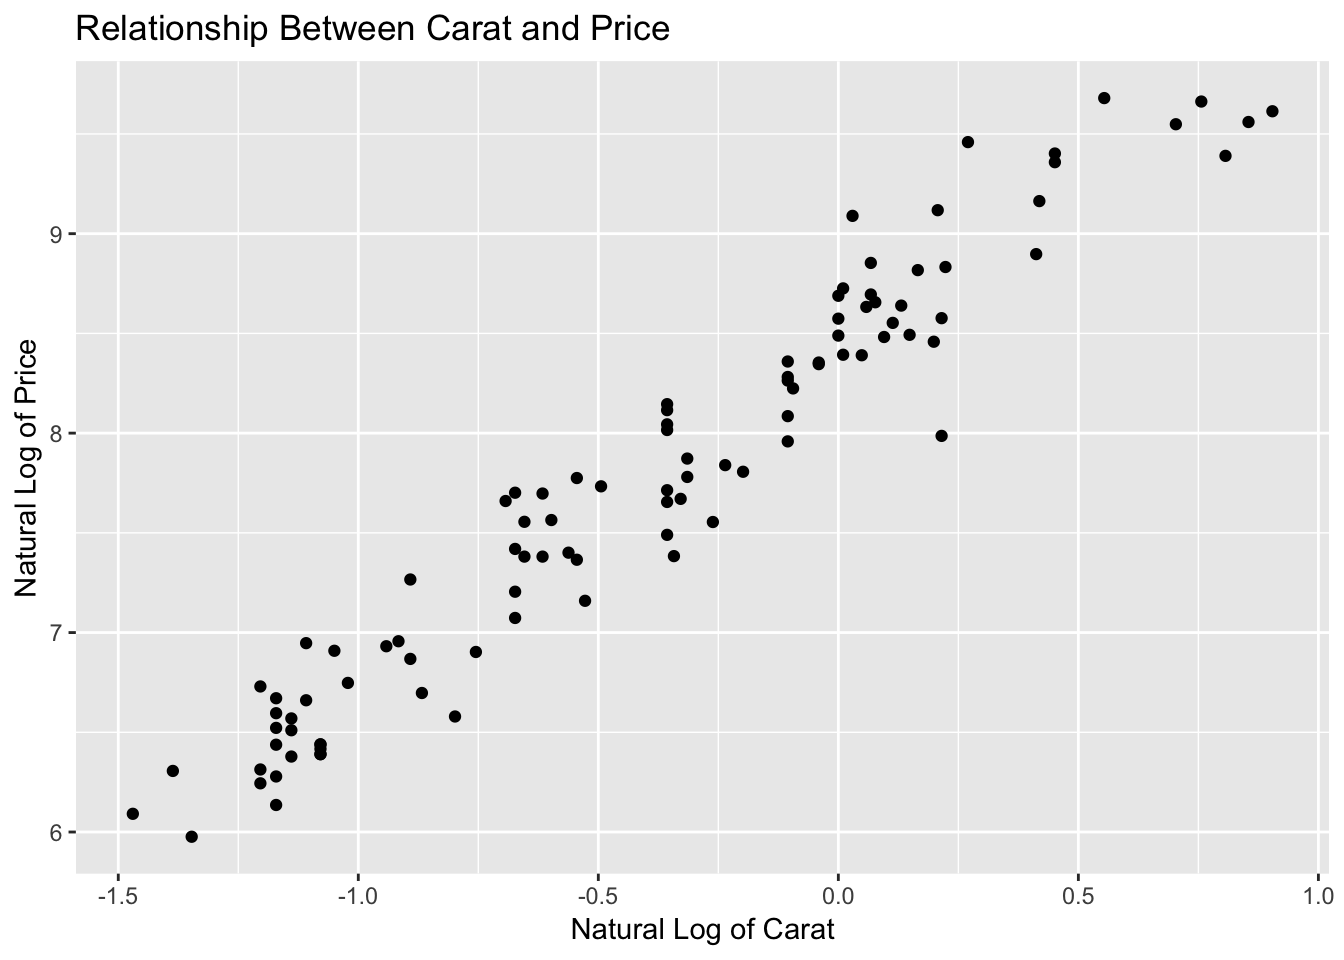 Relationship Between Carat and Price
Natural Log of Price
9
8
7
6
-1.5 -1.0 -0.5 0.0 0.5 1.0
Natural Log of Carat